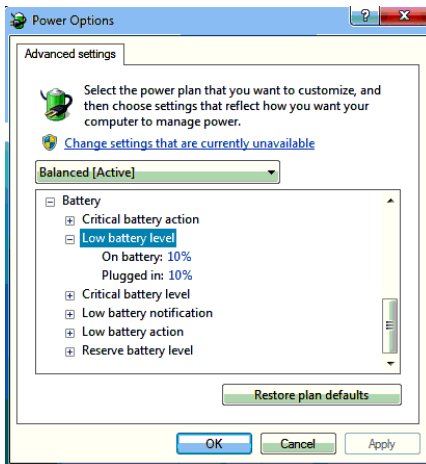 Power Options
Advanced settings
Select the power plan that you want to customize, and
then choose settings that reflect how you want your
computer to manage power.
Change settings that are currently unavailable
Balanced [Active]
Battery
Critical battery action
Low battery level
On battery: 10%
Plugged in: 10%
Critical battery level
Low battery notification
Low battery action
Reserve battery level
Restore plan defaults
OK Cancel Apply